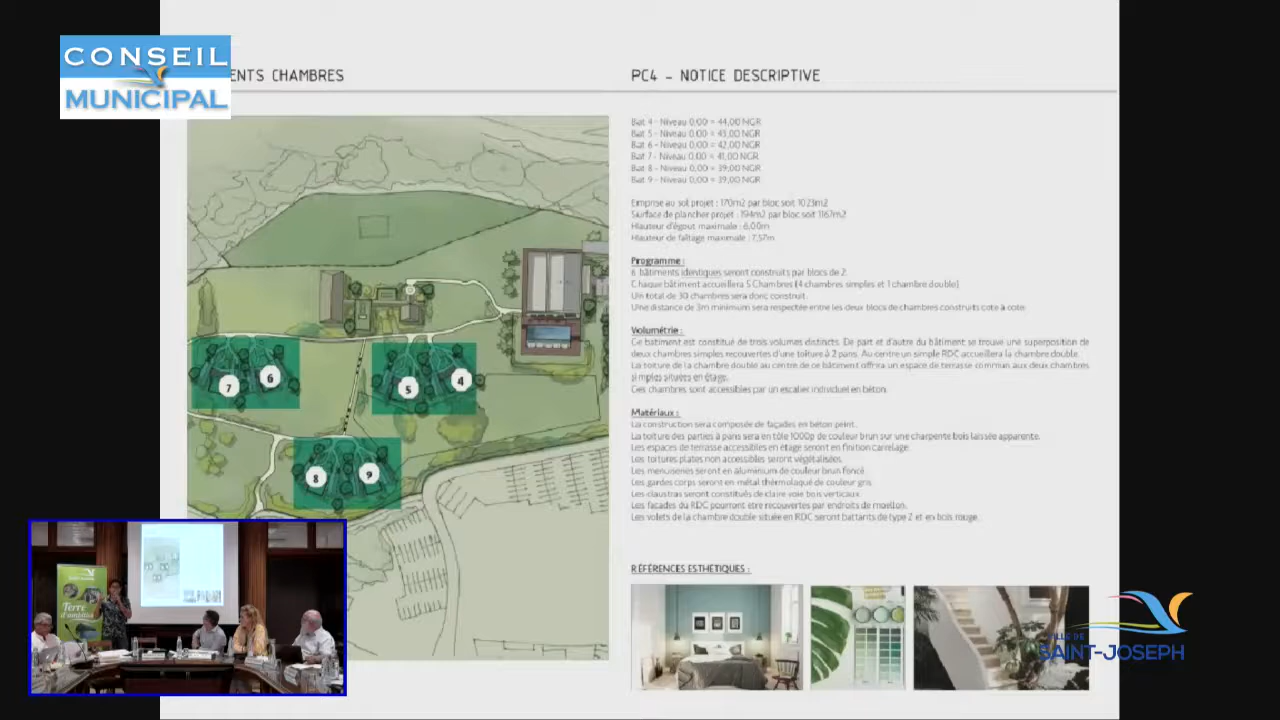 CONSEIL
MUNICIPAL
ENTS CHAMBRES
PC4 - NOTICE DESCRIPTIVE
Bat 4 - Niveau 0,00 = 44,00 NGR
Bat 5 - Niveau 0,00 = 43,00 NGR
Bat 6 - Niveau 0,00 = 42,00 NGR
Bat 7 - Niveau 0,00 = 41,00 NGR
Bat 8 - Niveau 0,00 = 39,00 NGR
Bat 9 - Niveau 0,00 = 39,00 NGR
Emprise au sol projet : 170m2 par bloc soit 1023m2
Surface de plancher projet : 194m2 par bloc soit 1167m2
Hauteur d'égout maximale : 6,00m
Hauteur de faîtage maximale : 7,57m
Programme :
6 bâtiments identiques seront construits par blocs de 2.
Chaque bâtiment accueillera 5 Chambres (4 chambres simples et 1 chambre double)
Un total de 30 chambres sera donc construit.
Une distance de 3m minimum sera respectée entre les deux blocs de chambres construits cote à cote.
Volumétrie :
Ce batiment est constitué de trois volumes distincts. De part et d'autre du bâtiment se trouve une superposition de
deux chambres simples recouvertes d'une toiture à 2 pans. Au centre un simple RDC accueillera la chambre double.
La toiture de la chambre double au centre de ce bâtiment offrira un espace de terrasse commun aux deux chambres
simples situées en étage.
Ces chambres sont accessibles par un escalier individuel en béton.
Matériaux :
La construction sera composée de façades en béton peint.
La toiture des parties à pans sera en tôle 1000p de couleur brun sur une charpente bois laissée apparente.
Les espaces de terrasse accessibles en étage seront en finition carrelage.
Les toitures plates non accessibles seront végétalisées.
Les menuiseries seront en aluminium de couleur brun foncé.
Les gardes corps seront en métal thermolaqué de couleur gris.
Les claustras seront constitués de claire voie bois verticaux.
Les facades du RDC pourront etre recouvertes par endroits de moellon.
Les volets de la chambre double située en RDC seront battants de type Z et en bois rouge.
RÉFÉRENCES ESTHÉTIQUES :
7
6
5
4
8
9
Terre
d'ambition
VILLE DE
SAINT-JOSEPH